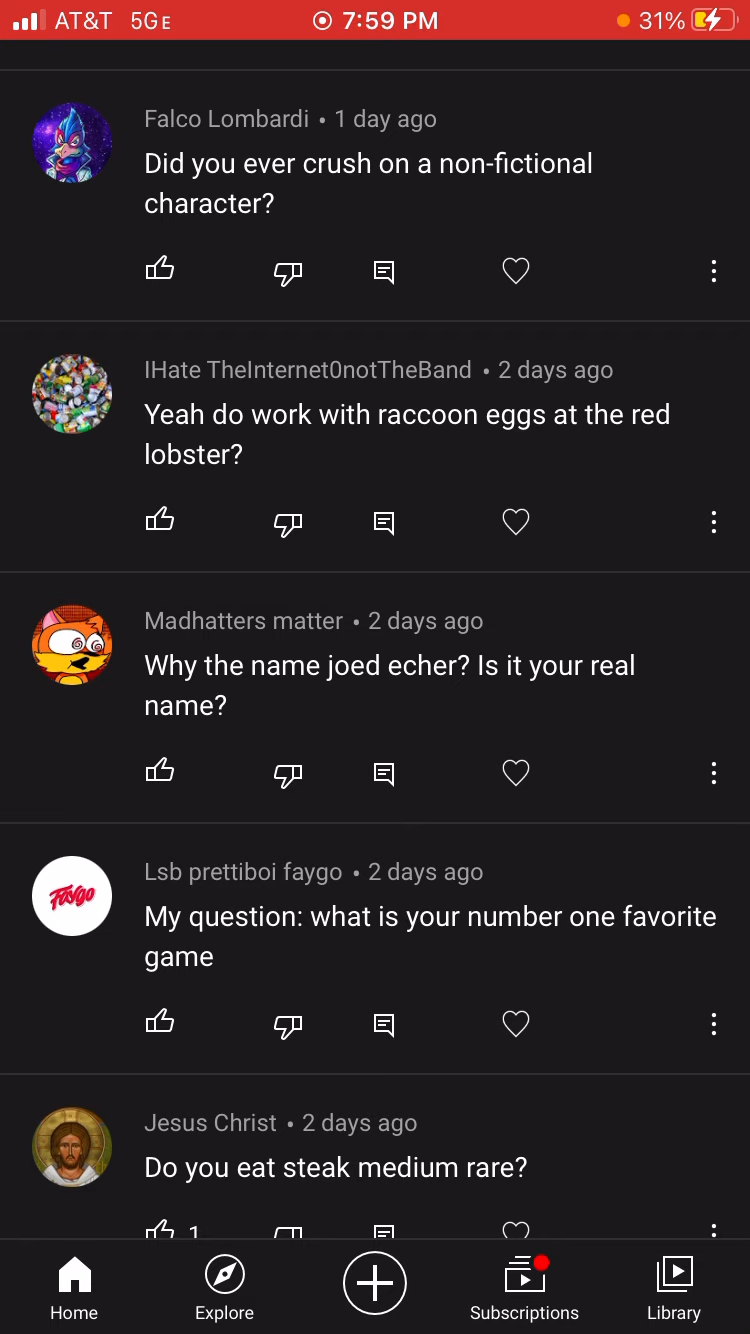 AT&T 5GE 7:59 PM 31%
Falco Lombardi • 1 day ago
Did you ever crush on a non-fictional
character?
IHate TheInternet0notTheBand • 2 days ago
Yeah do work with raccoon eggs at the red
lobster?
Madhatters matter • 2 days ago
Why the name joed echer? Is it your real
name?
Faygo
Lsb prettiboi faygo • 2 days ago
My question: what is your number one favorite
game
Jesus Christ • 2 days ago
Do you eat steak medium rare?
1
Home Explore Subscriptions Library